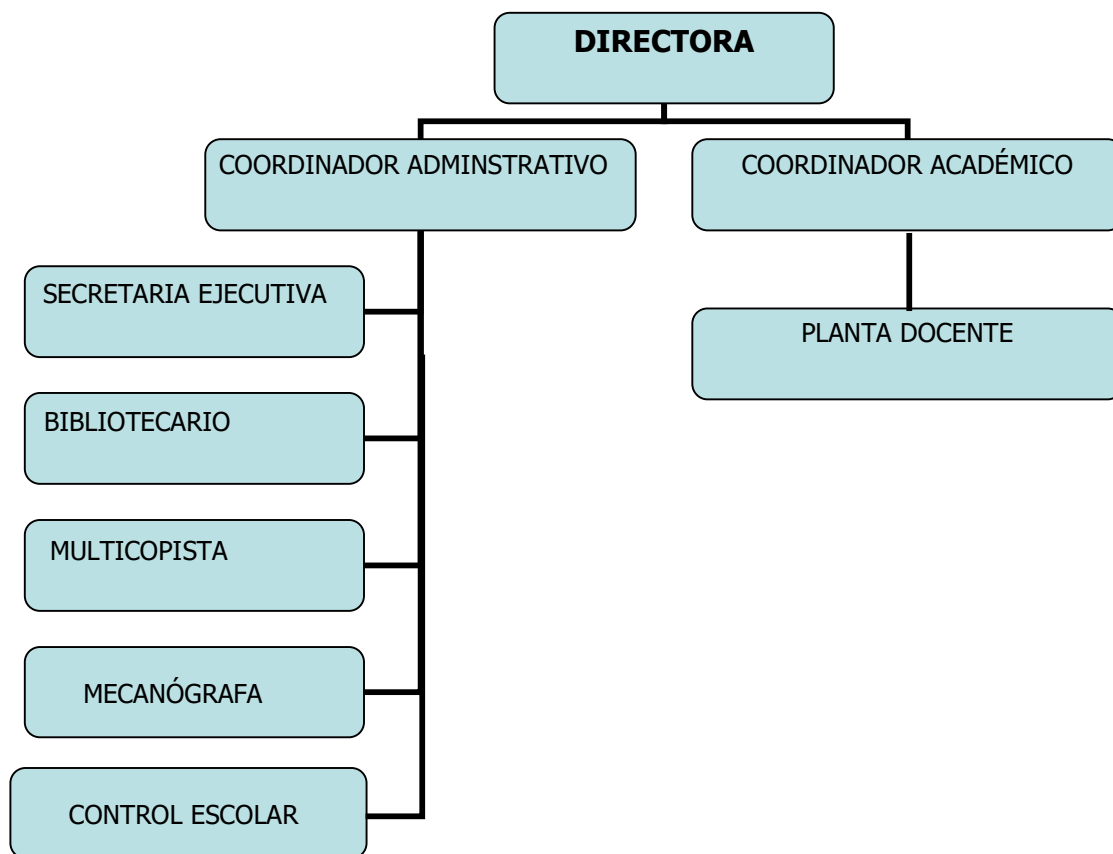 DIRECTORA
COORDINADOR ADMINSTRATIVO
COORDINADOR ACADÉMICO
SECRETARIA EJECUTIVA
PLANTA DOCENTE
BIBLIOTECARIO
MULTICOPISTA
MECANÓGRAFA
CONTROL ESCOLAR